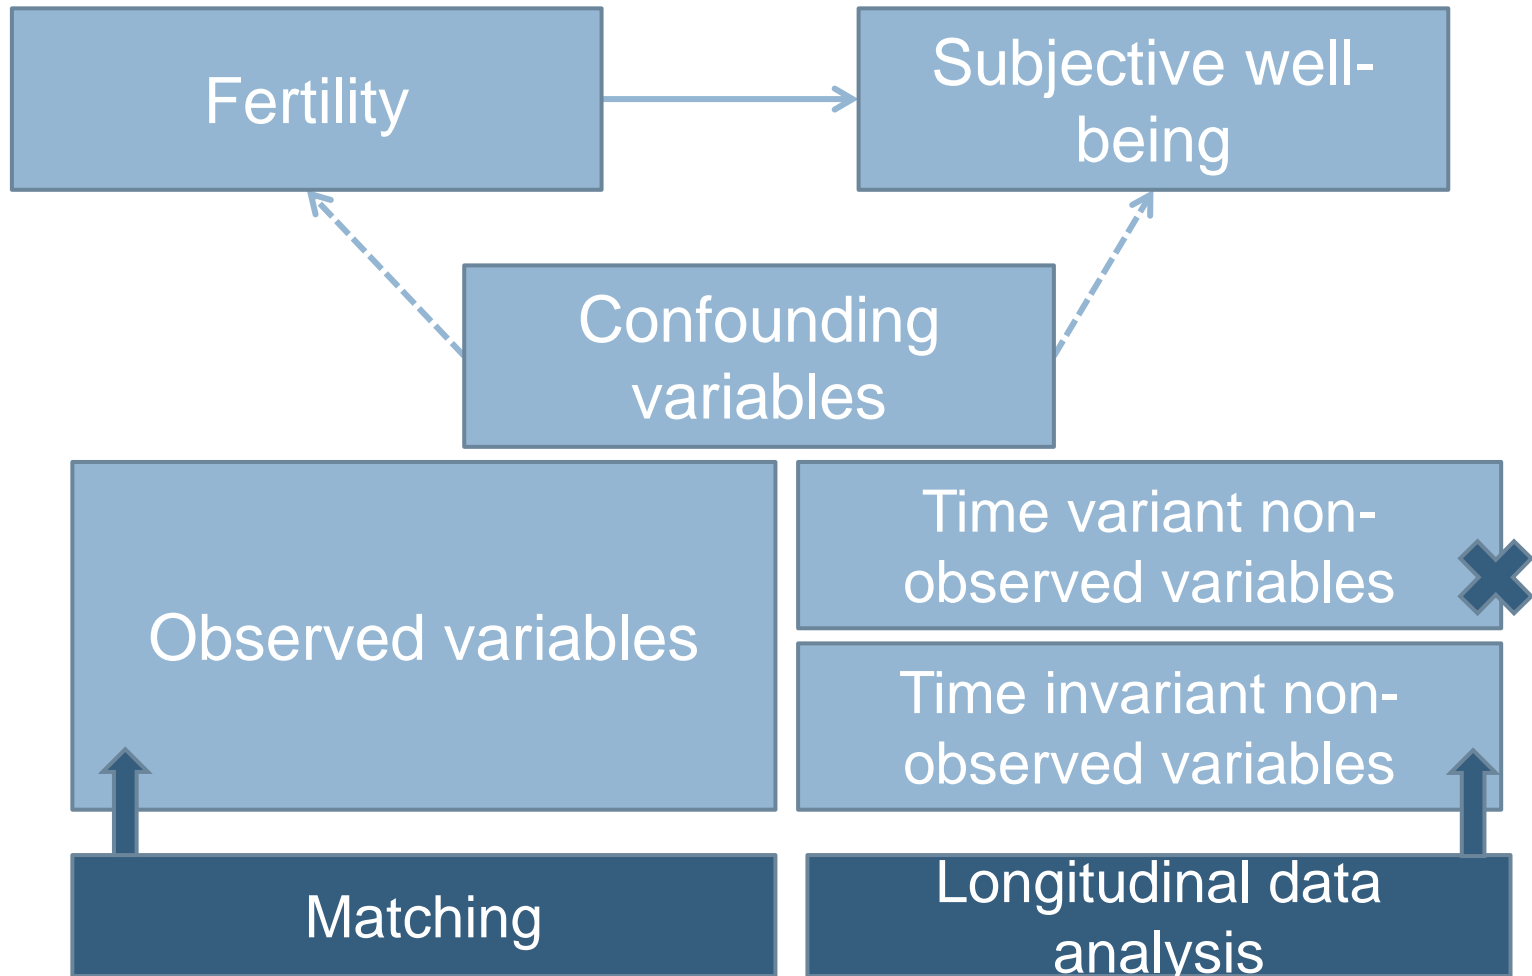 Fertility
Subjective well-
being
Confounding
variables
Observed variables
Time variant non-
observed variables
Time invariant non-
observed variables
Matching
Longitudinal data
analysis